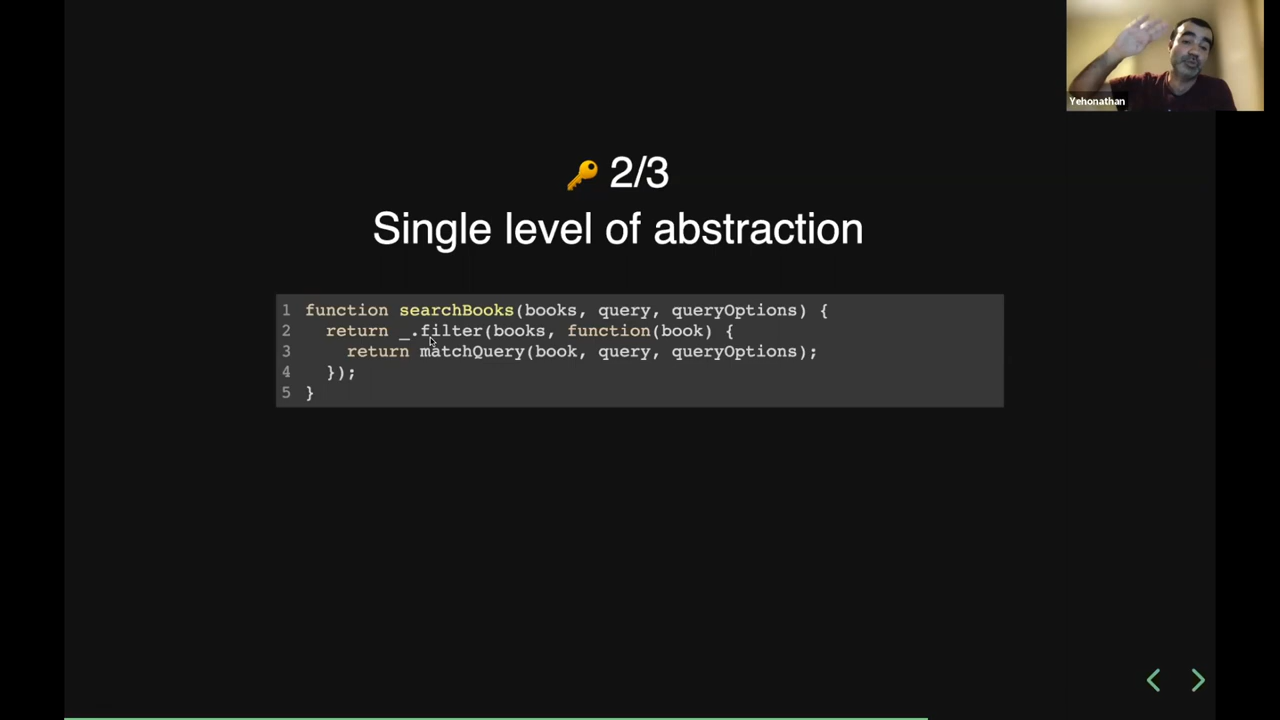 Yehonathan
🔑 2/3
Single level of abstraction
1 function searchBooks(books, query, queryOptions) {
2   return _.filter(books, function(book) {
3     return matchQuery(book, query, queryOptions);
4   });
5 }